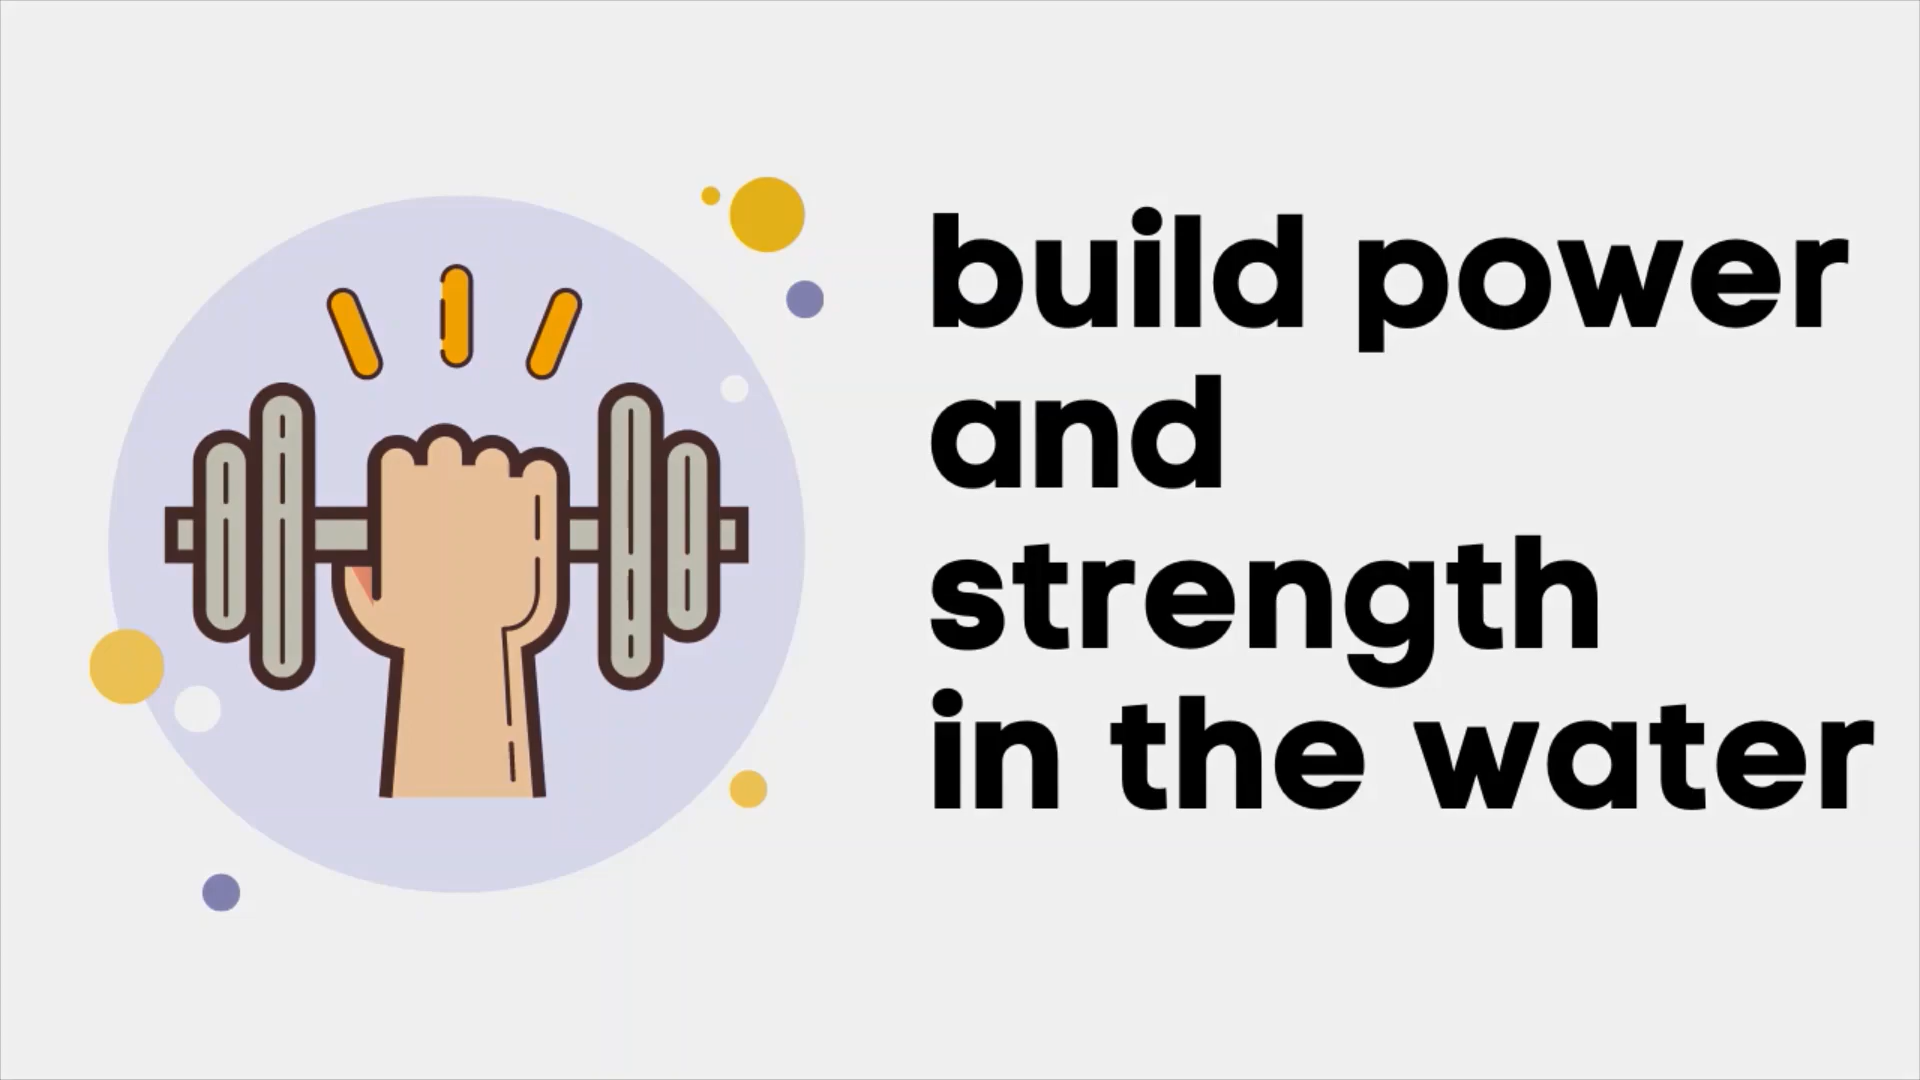 build power
and
strength
in the water